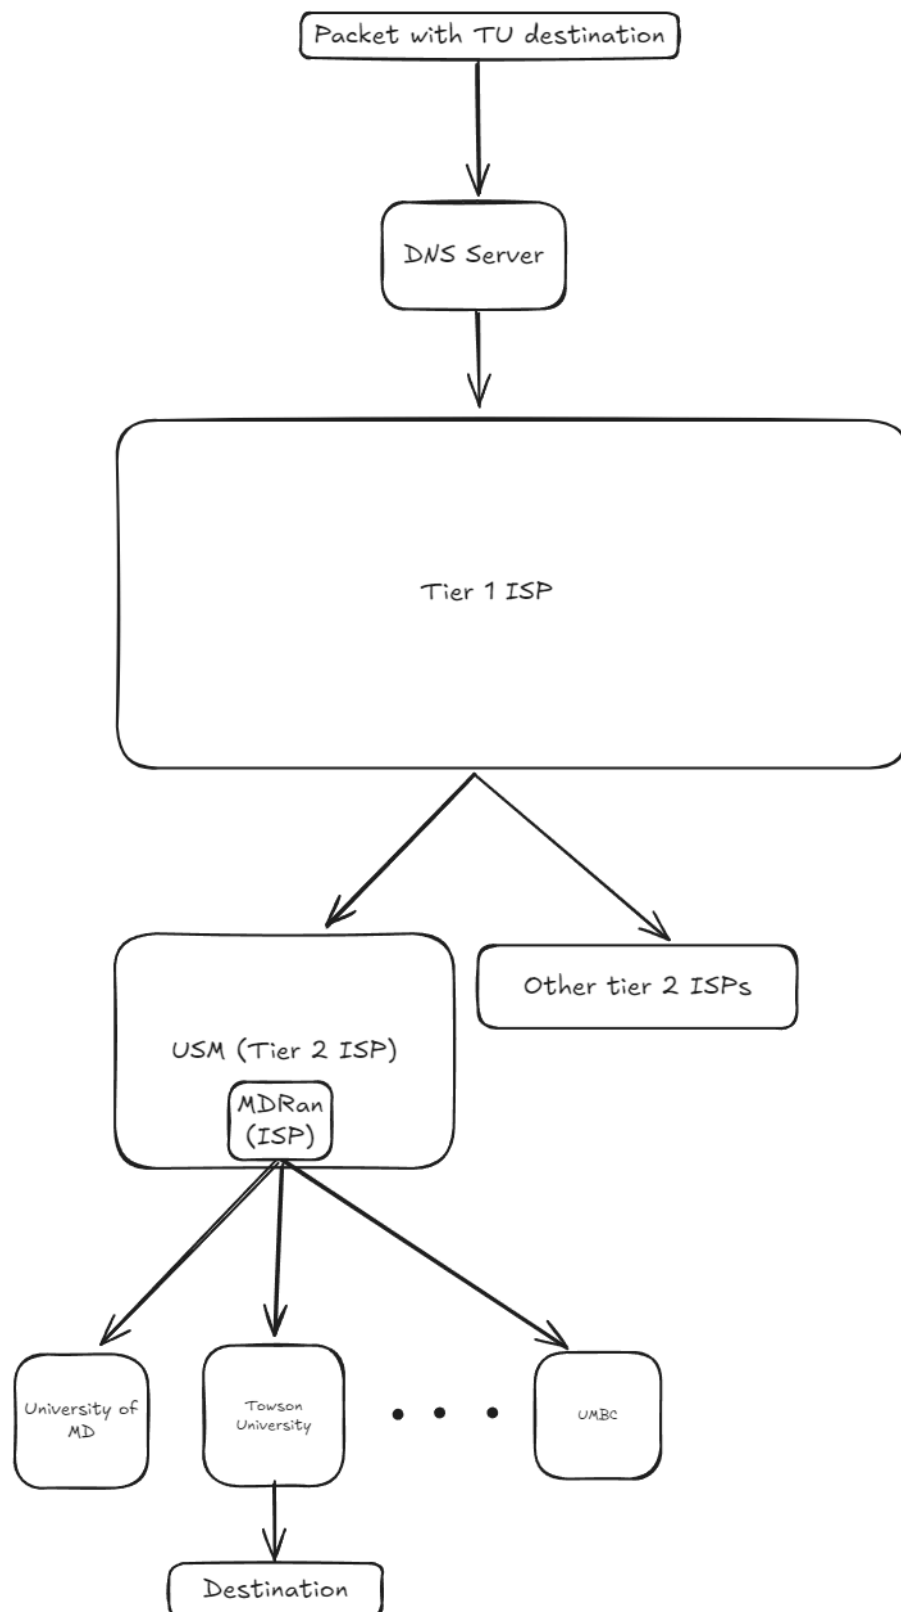 Packet with TU destination
DNS Server
Tier 1 ISP
Other tier 2 ISPs
USM (Tier 2 ISP)
MDRan
(ISP)
University of
MD
Towson
University
UMBC
Destination